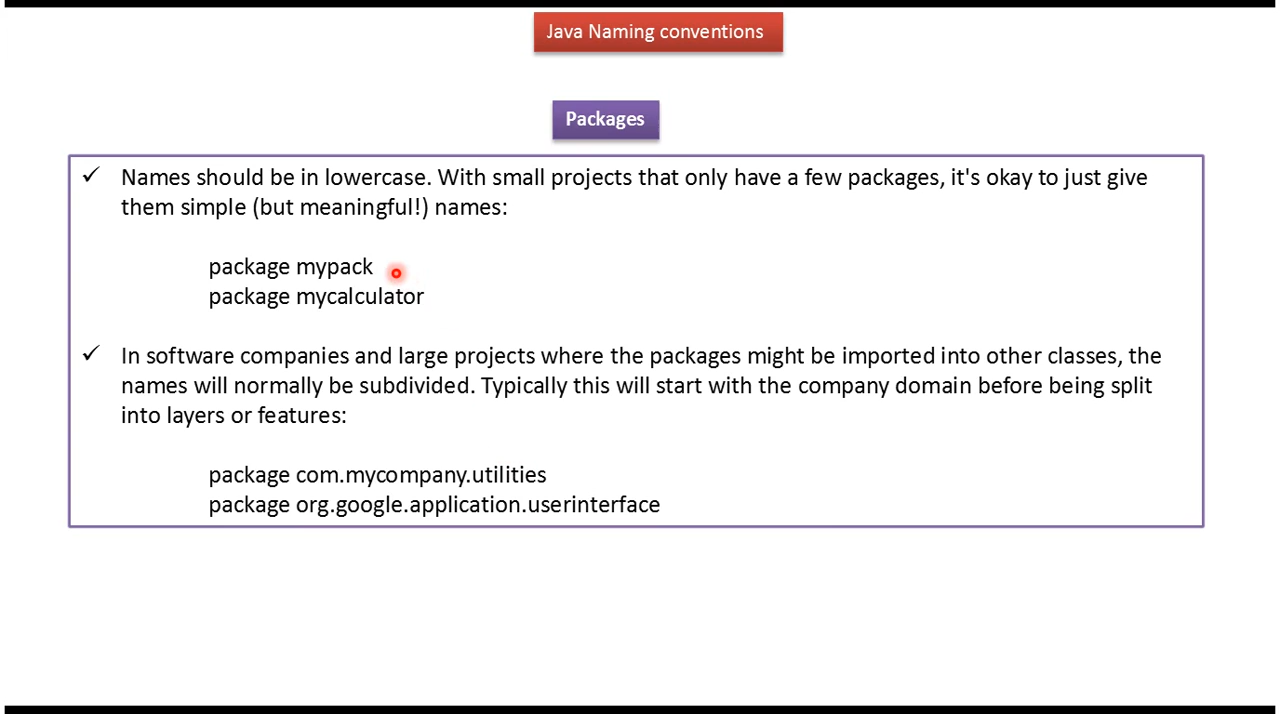 Java Naming conventions
Packages
✓ Names should be in lowercase. With small projects that only have a few packages, it's okay to just give
them simple (but meaningful!) names:
package mypack
package mycalculator
✓ In software companies and large projects where the packages might be imported into other classes, the
names will normally be subdivided. Typically this will start with the company domain before being split
into layers or features:
package com.mycompany.utilities
package org.google.application.userinterface